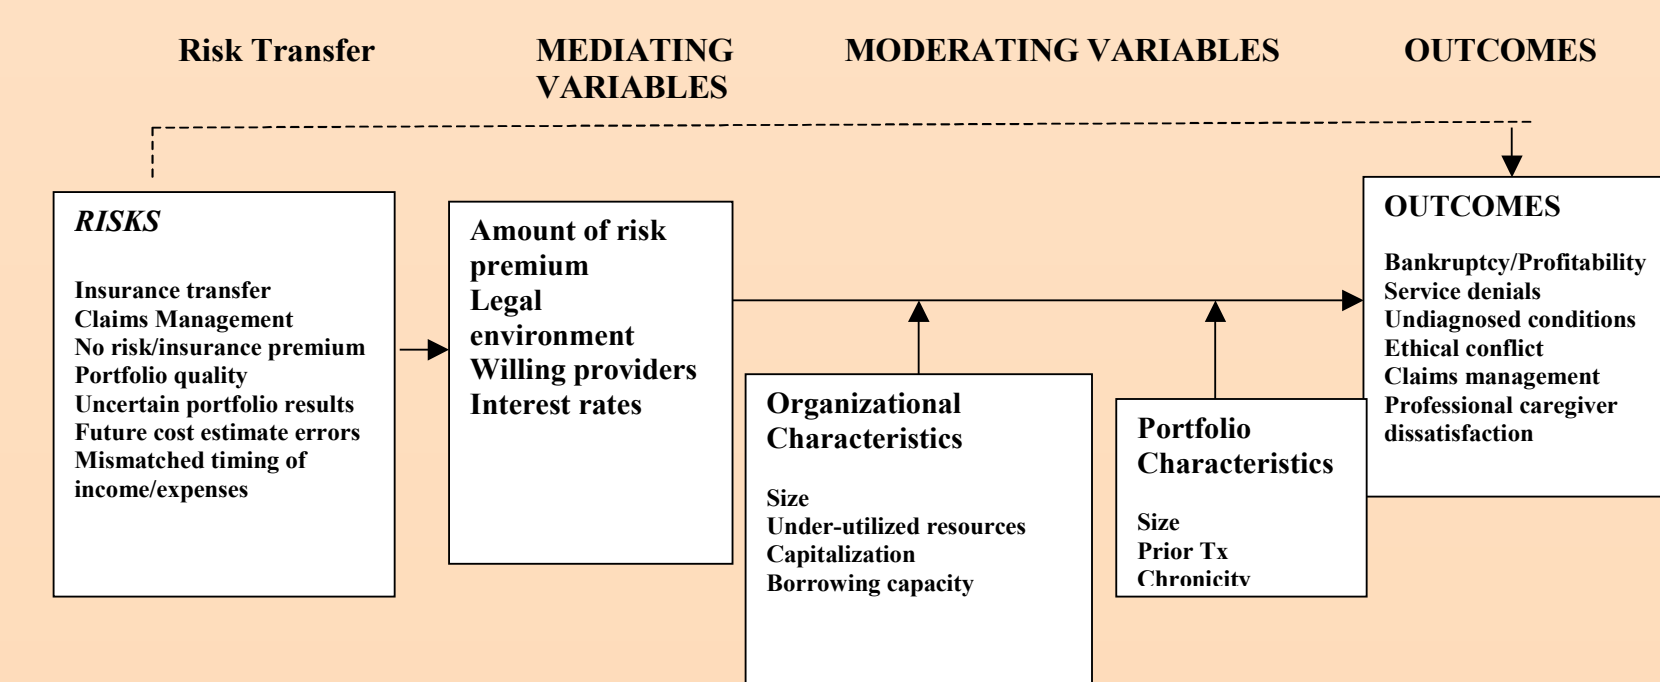 Risk Transfer
MEDIATING
VARIABLES
MODERATING VARIABLES
OUTCOMES
RISKS
Insurance transfer
Claims Management
No risk/insurance premium
Portfolio quality
Uncertain portfolio results
Future cost estimate errors
Mismatched timing of
income/expenses
Amount of risk
premium
Legal
environment
Willing providers
Interest rates
Organizational
Characteristics
Size
Under-utilized resources
Capitalization
Borrowing capacity
Portfolio
Characteristics
Size
Prior Tx
Chronicity
OUTCOMES
Bankruptcy/Profitability
Service denials
Undiagnosed conditions
Ethical conflict
Claims management
Professional caregiver
dissatisfaction